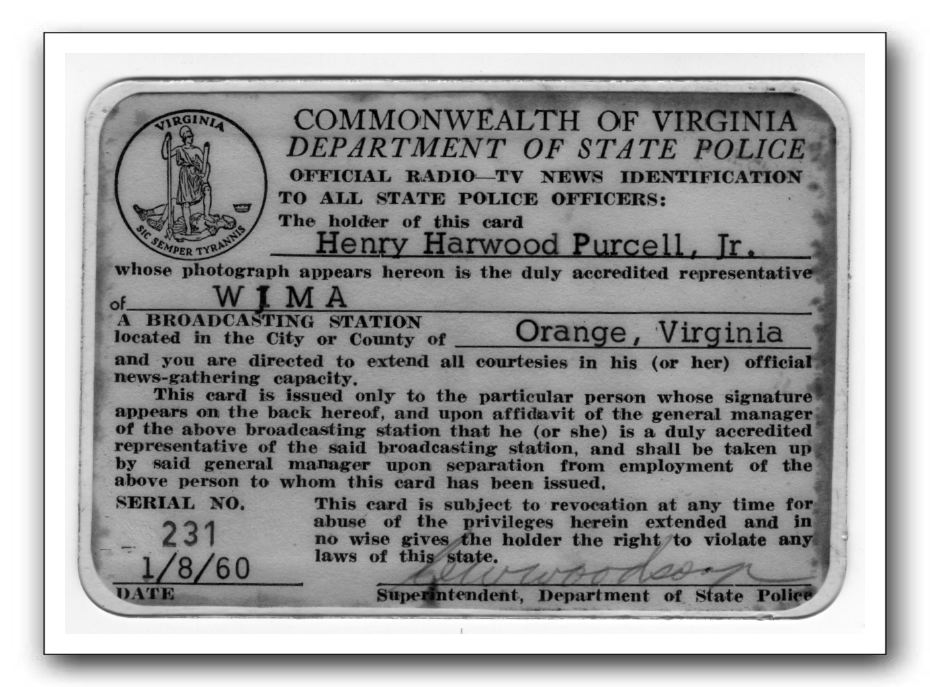 VIRGINIA
SIC SEMPER TYRANNIS
COMMONWEALTH OF VIRGINIA
DEPARTMENT OF STATE POLICE
OFFICIAL RADIO—TV NEWS IDENTIFICATION
TO ALL STATE POLICE OFFICERS:
The holder of this card
Henry Harwood Purcell, Jr.
whose photograph appears hereon is the duly accredited representative
of W J M A
A BROADCASTING STATION
located in the City or County of Orange, Virginia
and you are directed to extend all courtesies in his (or her) official
news-gathering capacity.
This card is issued only to the particular person whose signature
appears on the back hereof, and upon affidavit of the general manager
of the above broadcasting station that he (or she) is a duly accredited
representative of the said broadcasting station, and shall be taken up
by said general manager upon separation from employment of the
above person to whom this card has been issued.
SERIAL NO.
231
1/8/60
DATE
This card is subject to revocation at any time for
abuse of the privileges herein extended and in
no wise gives the holder the right to violate any
laws of this state.
Superintendent, Department of State Police